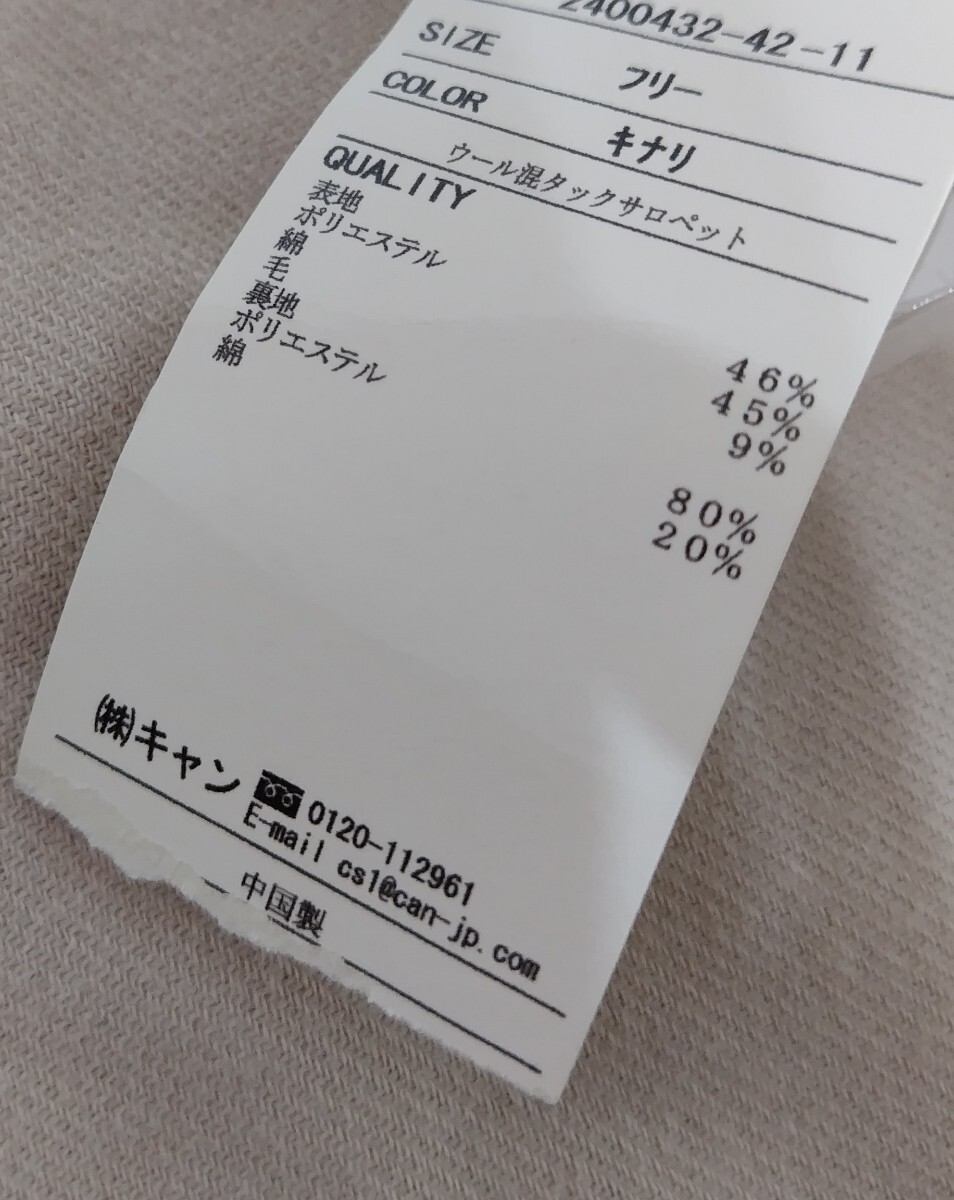 2400432-42-11
SIZE
フリー
COLOR
キナリ
ウール混タックサロペット
QUALITY
表地
ポリエステル 46%
綿 45%
毛 9%
裏地
ポリエステル 80%
綿 20%
㈱キャン 0120-112961
E-mail cs1@can-jp.com
中国製